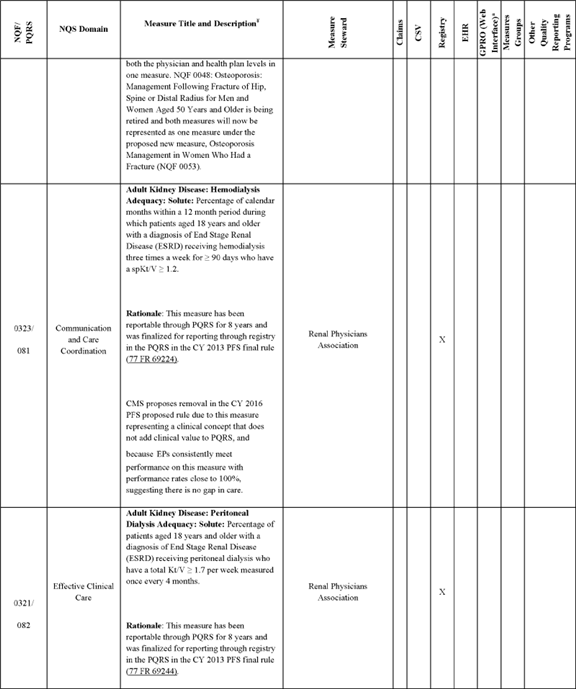 NQF/
PQRS
NQS Domain
Measure Title and Description¥
Measure
Steward
Claims
CSV
Registry
EHR
GPRO (Web
Interface)*
Measures
Groups
Other
Quality
Reporting
Programs
both the physician and health plan levels in
one measure. NQF 0048: Osteoporosis:
Management Following Fracture of Hip,
Spine or Distal Radius for Men and
Women Aged 50 Years and Older is being
retired and both measures will now be
represented as one measure under the
proposed new measure, Osteoporosis
Management in Women Who Had a
Fracture (NQF 0053).
0323/
081
Communication
and Care
Coordination
Adult Kidney Disease: Hemodialysis
Adequacy: Solute: Percentage of calendar
months within a 12 month period during
which patients aged 18 years and older
with a diagnosis of End Stage Renal
Disease (ESRD) receiving hemodialysis
three times a week for ≥ 90 days who have
a spKt/V ≥ 1.2.
Rationale: This measure has been
reportable through PQRS for 8 years and
was finalized for reporting through registry
in the PQRS in the CY 2013 PFS final rule
(77 FR 69224).
CMS proposes removal in the CY 2016
PFS proposed rule due to this measure
representing a clinical concept that does
not add clinical value to PQRS, and
because EPs consistently meet
performance on this measure with
performance rates close to 100%,
suggesting there is no gap in care.
Renal Physicians
Association
X
0321/
082
Effective Clinical
Care
Adult Kidney Disease: Peritoneal
Dialysis Adequacy: Solute: Percentage of
patients aged 18 years and older with a
diagnosis of End Stage Renal Disease
(ESRD) receiving peritoneal dialysis who
have a total Kt/V ≥ 1.7 per week measured
once every 4 months.
Rationale: This measure has been
reportable through PQRS for 8 years and
was finalized for reporting through registry
in the PQRS in the CY 2013 PFS final rule
(77 FR 69244).
Renal Physicians
Association
X